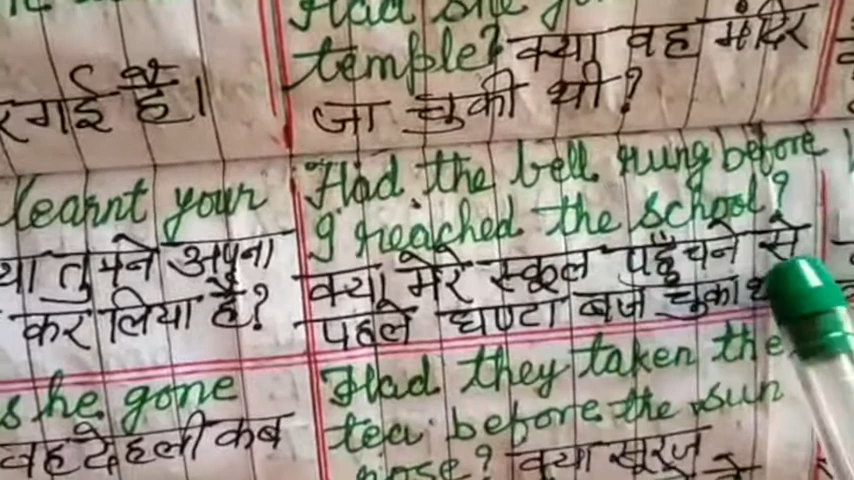 temple? क्या वह मंदिर
जा चुकी थी?
गई है।
learnt your
अपना
कर लिया है?
he gone
वह देहली कब
Had the bell rung before
I reached the school?
क्या मेरे स्कूल पहुँचने से
पहले घण्टा बज चुका
Had they taken the
tea before the sun
rose? क्या सूरज